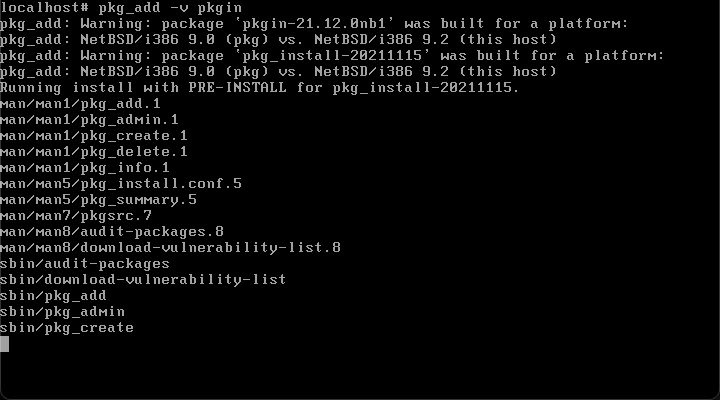 localhost# pkg_add -v pkgin
pkg_add: Warning: package `pkgin-21.12.0nb1' was built for a platform:
pkg_add: NetBSD/i386 9.0 (pkg) vs. NetBSD/i386 9.2 (this host)
pkg_add: Warning: package `pkg_install-20211115' was built for a platform:
pkg_add: NetBSD/i386 9.0 (pkg) vs. NetBSD/i386 9.2 (this host)
Running install with PRE-INSTALL for pkg_install-20211115.
man/man1/pkg_add.1
man/man1/pkg_admin.1
man/man1/pkg_create.1
man/man1/pkg_delete.1
man/man1/pkg_info.1
man/man5/pkg_install.conf.5
man/man5/pkg_summary.5
man/man7/pkgsrc.7
man/man8/audit-packages.8
man/man8/download-vulnerability-list.8
sbin/audit-packages
sbin/download-vulnerability-list
sbin/pkg_add
sbin/pkg_admin
sbin/pkg_create